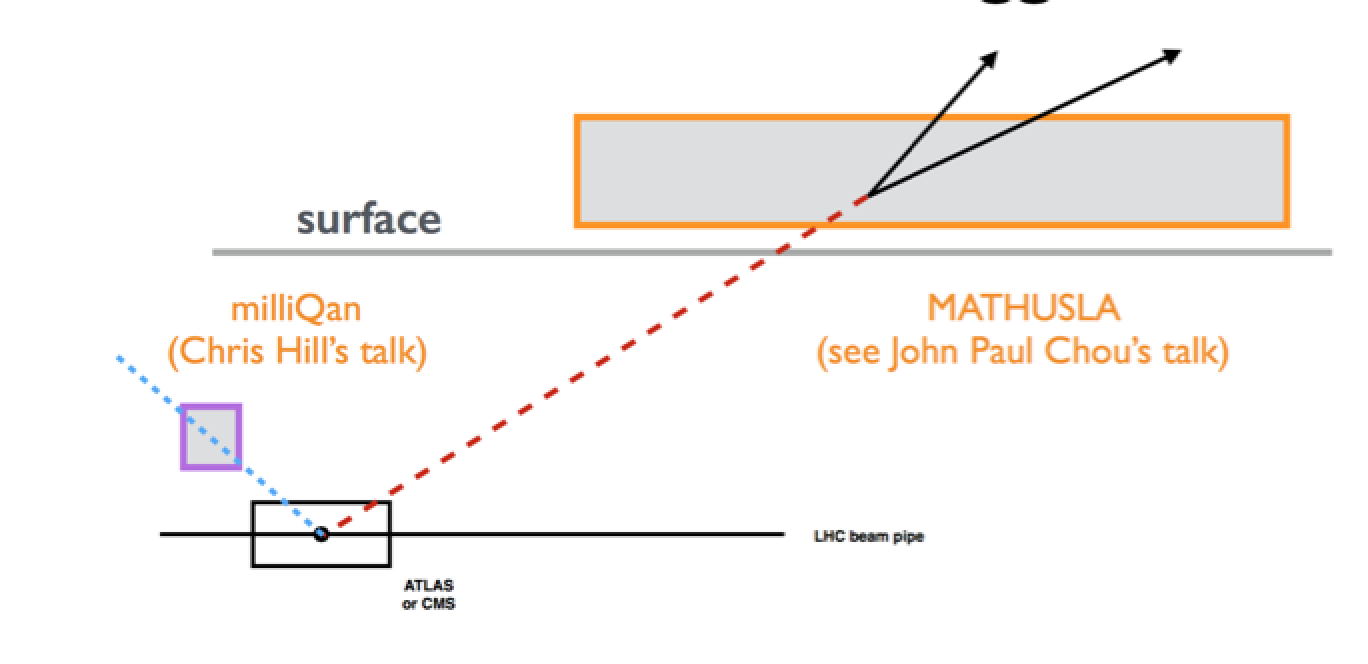 surface
milliQan
(Chris Hill's talk)
MATHUSLA
(see John Paul Chou's talk)
LHC beam pipe
ATLAS
or CMS